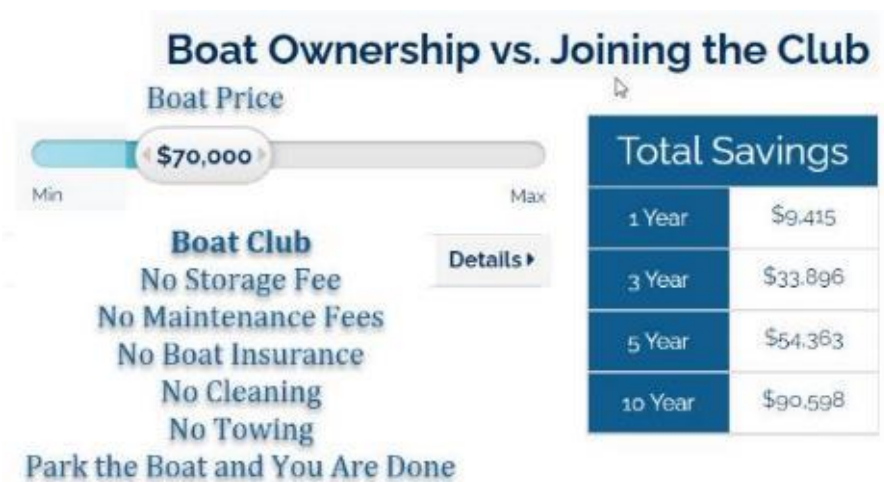 Boat Ownership vs. Joining the Club
Boat Price
$70,000
Min
Max
Details
Boat Club
No Storage Fee
No Maintenance Fees
No Boat Insurance
No Cleaning
No Towing
Park the Boat and You Are Done
Total Savings
1 Year $9,415
3 Year $33,896
5 Year $54,363
10 Year $90,598